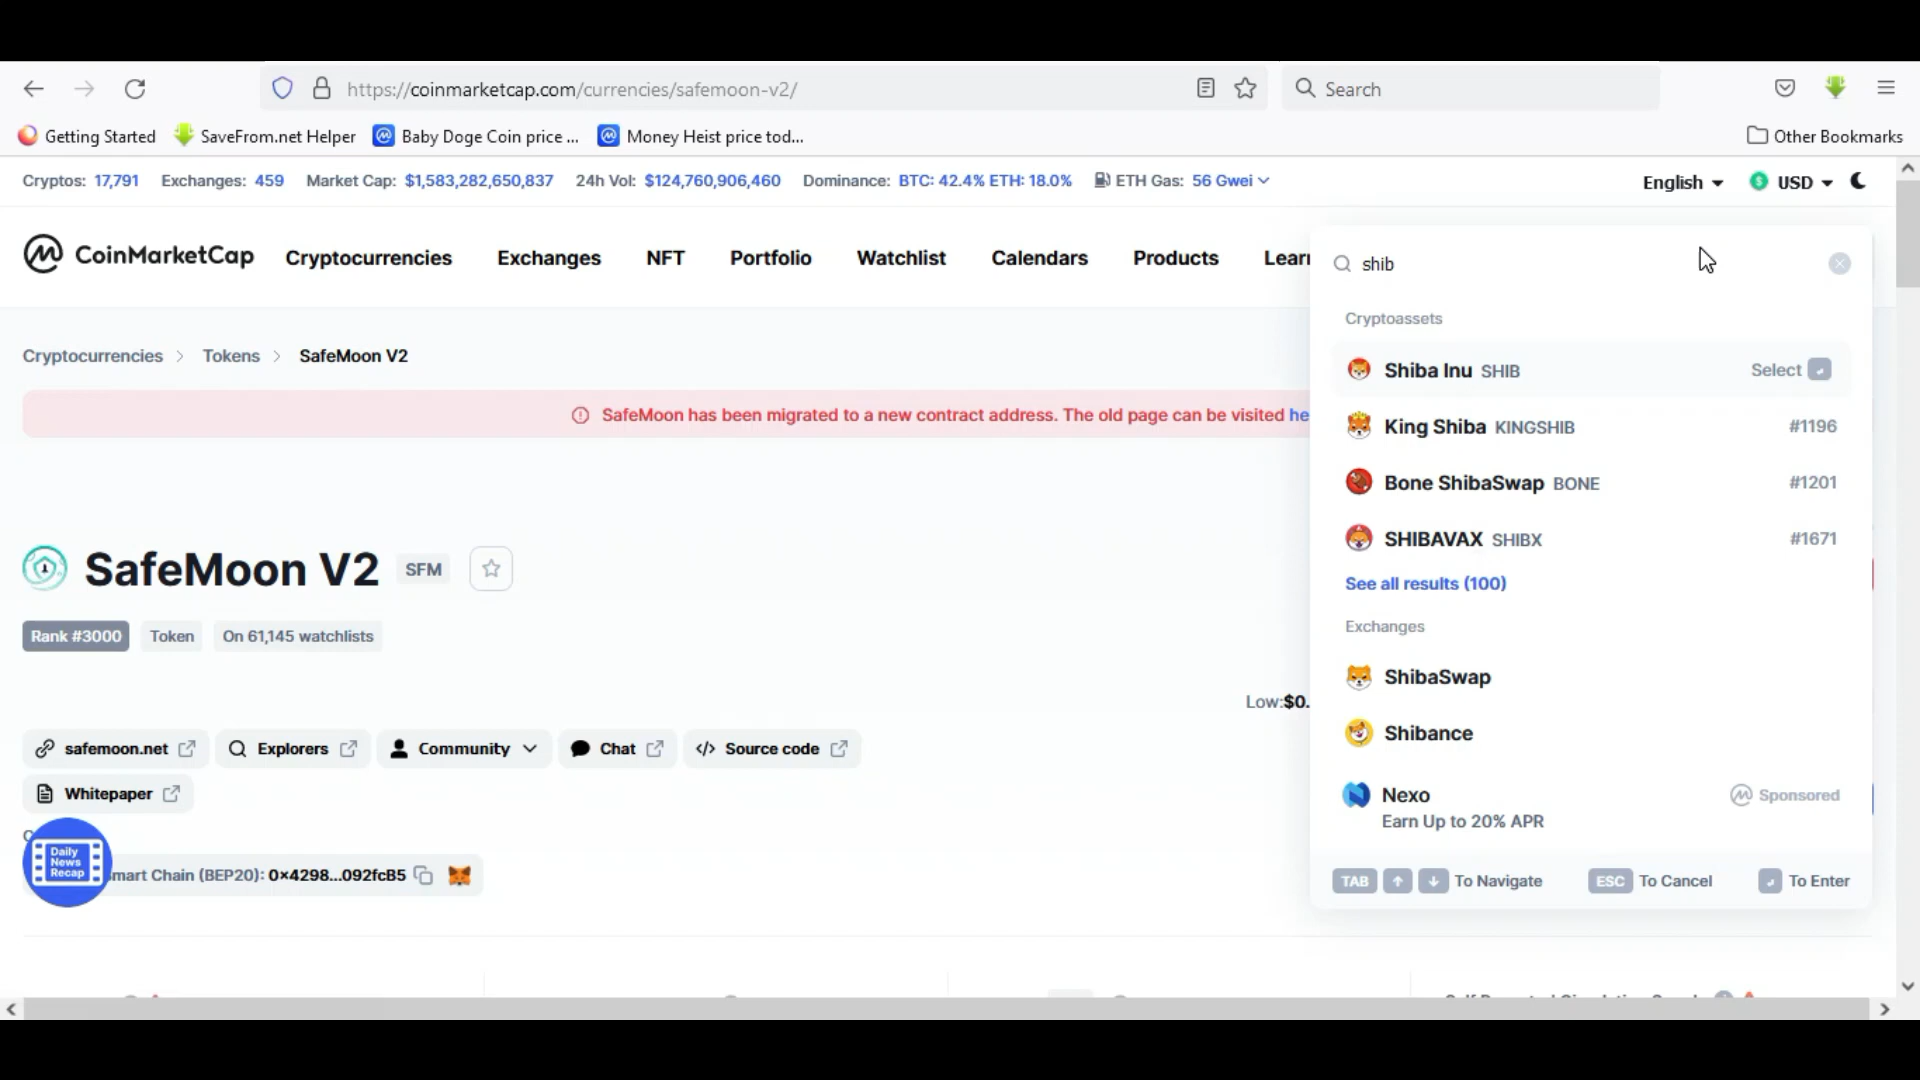 https://coinmarketcap.com/currencies/safemoon-v2/ Search
Getting Started SaveFrom.net Helper Baby Doge Coin price ... Money Heist price tod... Other Bookmarks
Cryptos: 17,791 Exchanges: 459 Market Cap: $1,583,282,650,837 24h Vol: $124,760,906,460 Dominance: BTC: 42.4% ETH: 18.0% ETH Gas: 56 Gwei English USD
CoinMarketCap Cryptocurrencies Exchanges NFT Portfolio Watchlist Calendars Products Learn
shib
Cryptoassets
Shiba Inu SHIB Select
King Shiba KINGSHIB #1196
Bone ShibaSwap BONE #1201
SHIBAVAX SHIBX #1671
See all results (100)
Exchanges
ShibaSwap
Shibance
Nexo Sponsored
Earn Up to 20% APR
TAB To Navigate ESC To Cancel To Enter
Cryptocurrencies Tokens SafeMoon V2
SafeMoon has been migrated to a new contract address. The old page can be visited he
SafeMoon V2 SFM
Rank #3000 Token On 61,145 watchlists
Low:$0.
safemoon.net Explorers Community Chat Source code
Whitepaper
Daily
News
Recap
mart Chain (BEP20): 0x4298...092fcB5